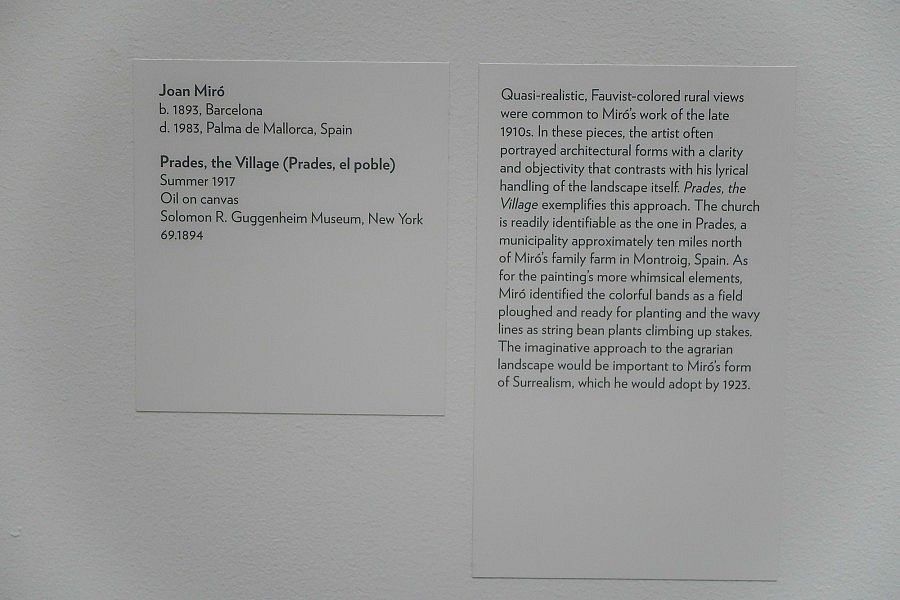 Joan Miró
b. 1893, Barcelona
d. 1983, Palma de Mallorca, Spain
Prades, the Village (Prades, el poble)
Summer 1917
Oil on canvas
Solomon R. Guggenheim Museum, New York
69.1894
Quasi-realistic, Fauvist-colored rural views
were common to Miró's work of the late
1910s. In these pieces, the artist often
portrayed architectural forms with a clarity
and objectivity that contrasts with his lyrical
handling of the landscape itself. Prades, the
Village exemplifies this approach. The church
is readily identifiable as the one in Prades, a
municipality approximately ten miles north
of Miró's family farm in Montroig, Spain. As
for the painting's more whimsical elements,
Miró identified the colorful bands as a field
ploughed and ready for planting and the wavy
lines as string bean plants climbing up stakes.
The imaginative approach to the agrarian
landscape would be important to Miró's form
of Surrealism, which he would adopt by 1923.